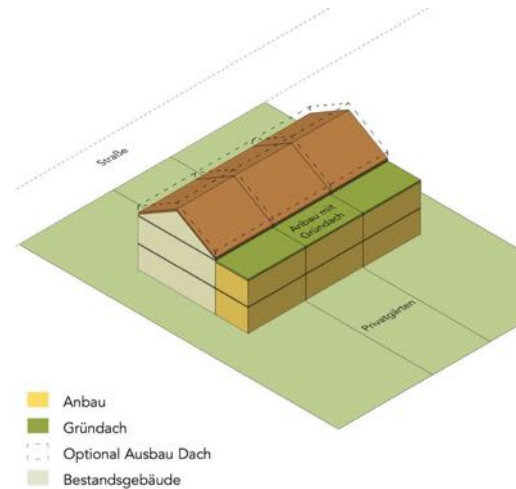 Straße
Anbau mit
Gründach
Privatgärten
Anbau
Gründach
Optional Ausbau Dach
Bestandsgebäude